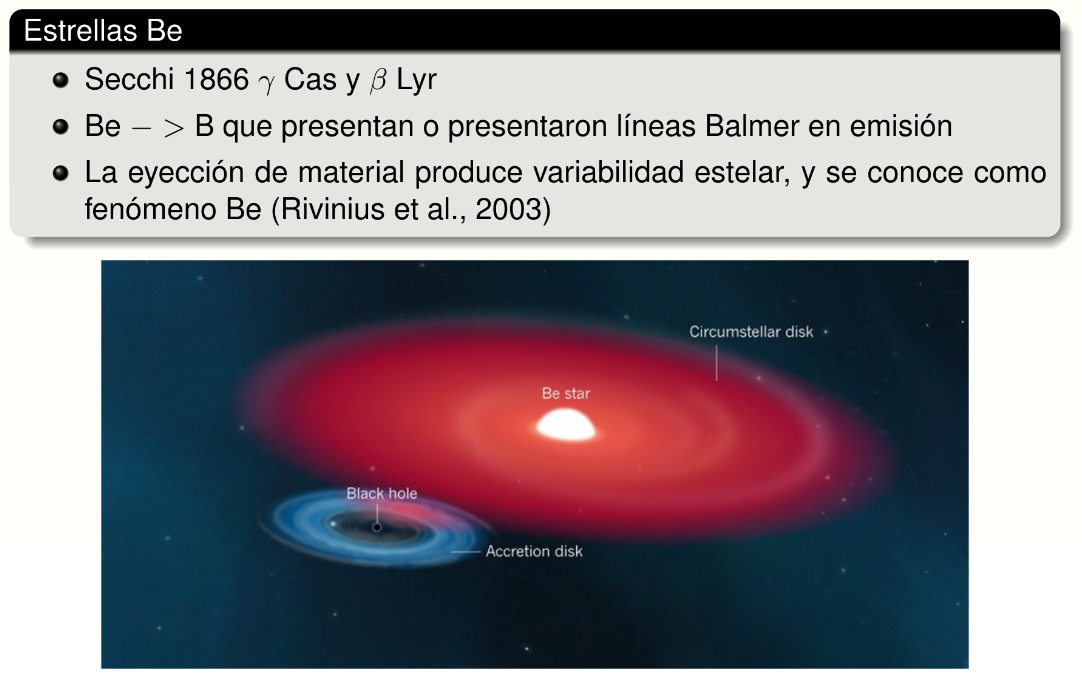 Estrellas Be
Secchi 1866 γ Cas y β Lyr
Be − > B que presentan o presentaron líneas Balmer en emisión
La eyección de material produce variabilidad estelar, y se conoce como
fenómeno Be (Rivinius et al., 2003)
Circumstellar disk
Be star
Black hole
Accretion disk